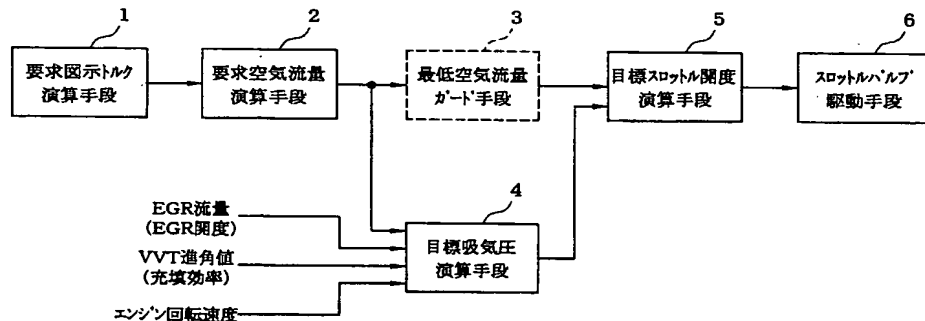 1
要求図示トルク
演算手段
2
要求空気流量
演算手段
3
最低空気流量
ガード手段
5
目標スロットル開度
演算手段
6
スロットルバルブ
駆動手段
4
目標吸気圧
演算手段
EGR流量
(EGR開度)
VVT進角値
(充填効率)
エンジン回転速度